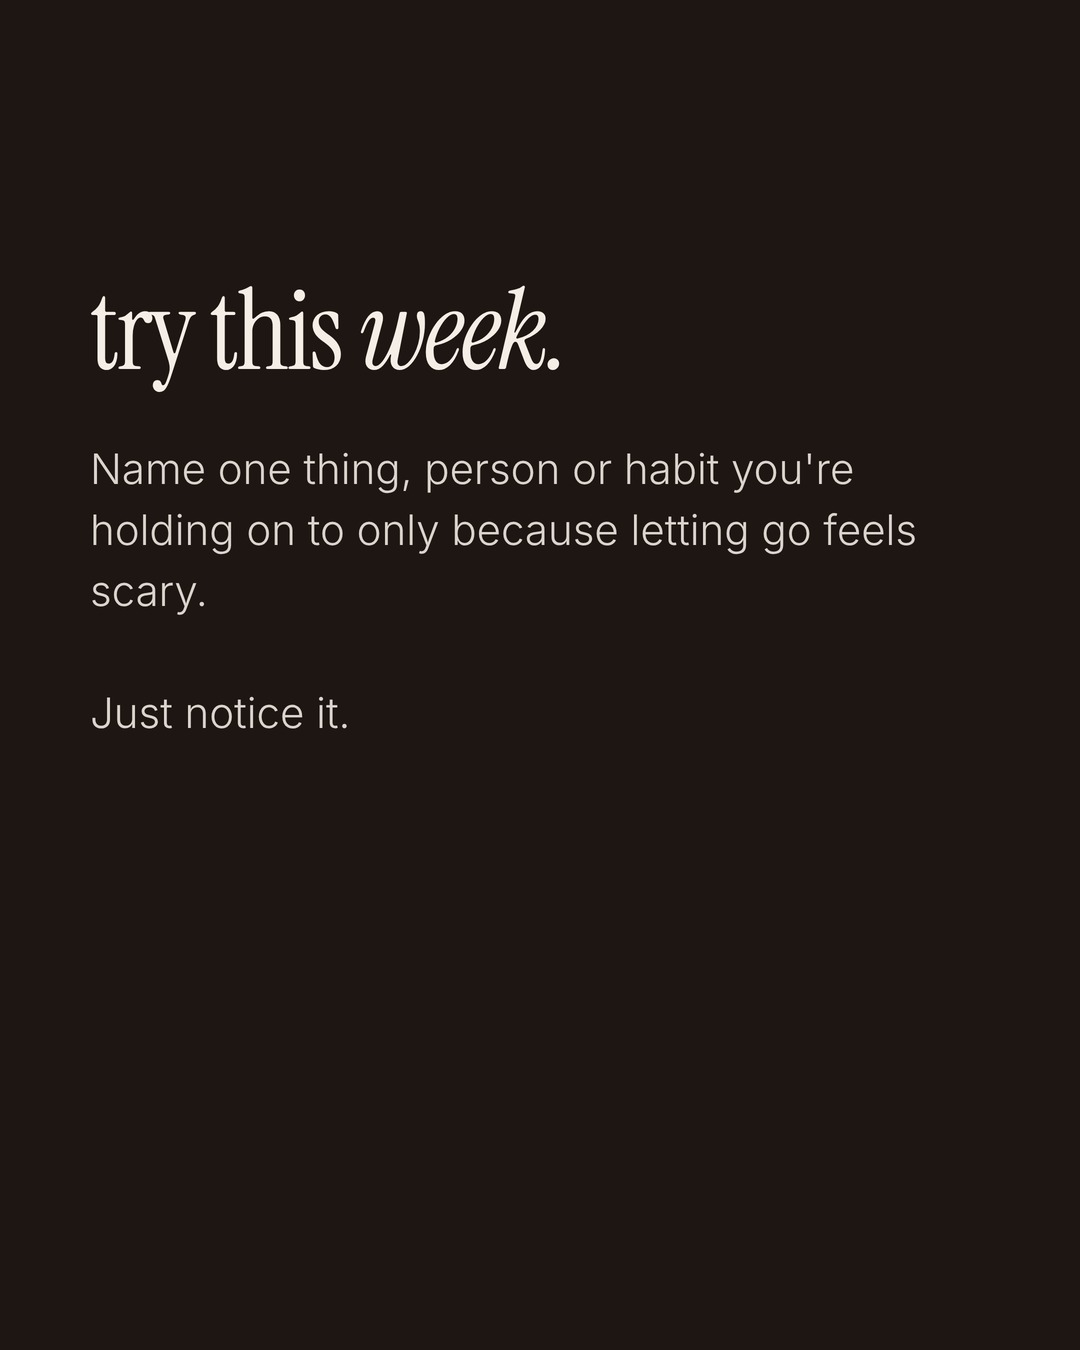 try this week.
Name one thing, person or habit you're
holding on to only because letting go feels
scary.
Just notice it.